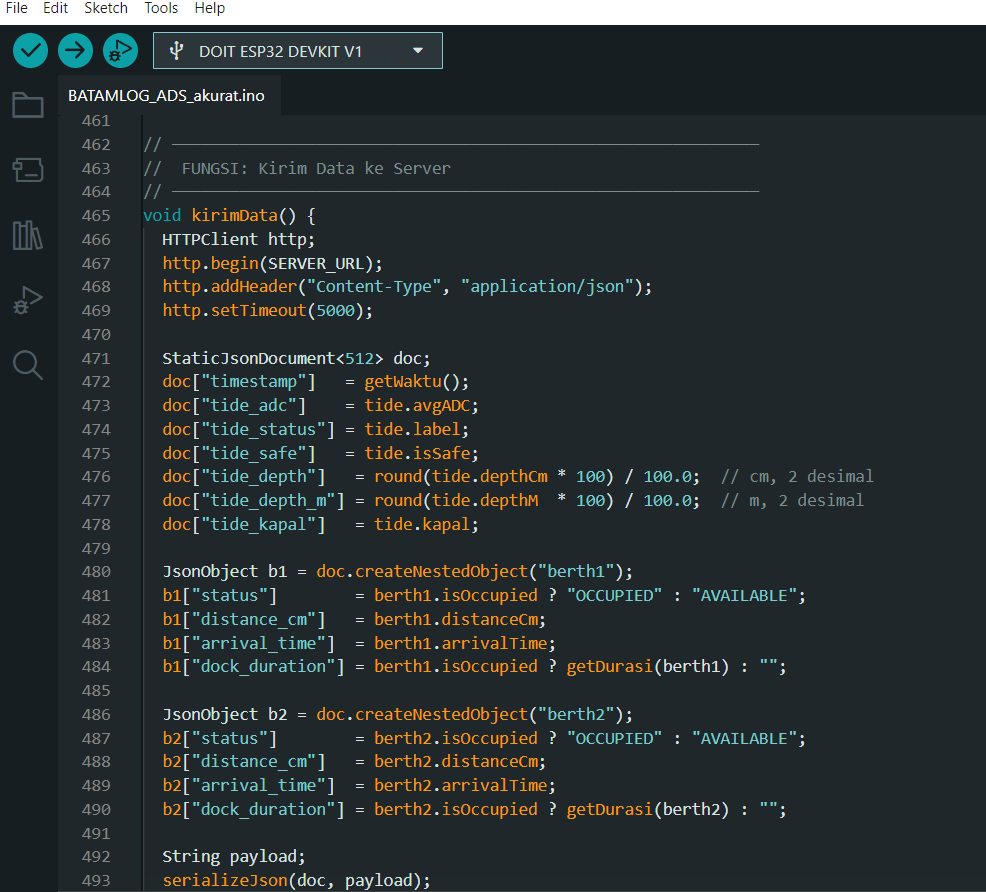 File Edit Sketch Tools Help
DOIT ESP32 DEVKIT V1
BATAMLOG_ADS_akurat.ino
461
462 // ─────────────────────────────────────────────────────────────
463 //  FUNGSI: Kirim Data ke Server
464 // ─────────────────────────────────────────────────────────────
465 void kirimData() {
466   HTTPClient http;
467   http.begin(SERVER_URL);
468   http.addHeader("Content-Type", "application/json");
469   http.setTimeout(5000);
470
471   StaticJsonDocument<512> doc;
472   doc["timestamp"]   = getWaktu();
473   doc["tide_adc"]    = tide.avgADC;
474   doc["tide_status"] = tide.label;
475   doc["tide_safe"]   = tide.isSafe;
476   doc["tide_depth"]   = round(tide.depthCm * 100) / 100.0;  // cm, 2 desimal
477   doc["tide_depth_m"] = round(tide.depthM  * 100) / 100.0;  // m, 2 desimal
478   doc["tide_kapal"]   = tide.kapal;
479
480   JsonObject b1 = doc.createNestedObject("berth1");
481   b1["status"]        = berth1.isOccupied ? "OCCUPIED" : "AVAILABLE";
482   b1["distance_cm"]   = berth1.distanceCm;
483   b1["arrival_time"]  = berth1.arrivalTime;
484   b1["dock_duration"] = berth1.isOccupied ? getDurasi(berth1) : "";
485
486   JsonObject b2 = doc.createNestedObject("berth2");
487   b2["status"]        = berth2.isOccupied ? "OCCUPIED" : "AVAILABLE";
488   b2["distance_cm"]   = berth2.distanceCm;
489   b2["arrival_time"]  = berth2.arrivalTime;
490   b2["dock_duration"] = berth2.isOccupied ? getDurasi(berth2) : "";
491
492   String payload;
493   serializeJson(doc, payload);